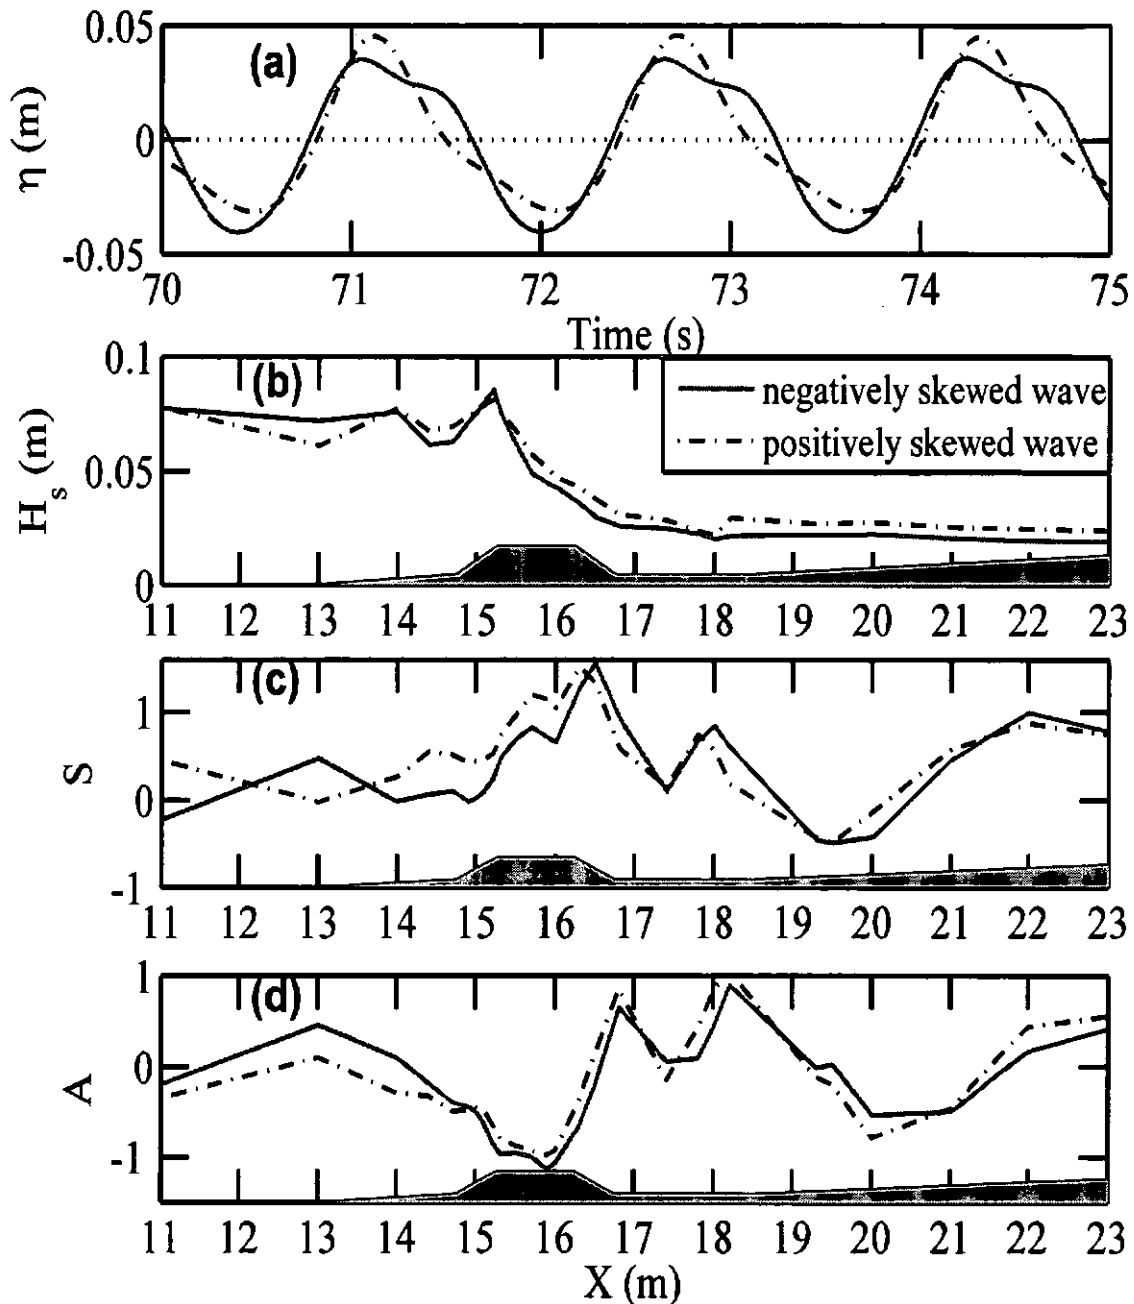 0.05
(a)
η (m)
0
-0.05
70 71 72 73 74 75
Time (s)
0.1
(b)
negatively skewed wave
positively skewed wave
H_s (m)
0.05
0
11 12 13 14 15 16 17 18 19 20 21 22 23
(c)
1
S
0
-1
11 12 13 14 15 16 17 18 19 20 21 22 23
1
(d)
A
0
-1
11 12 13 14 15 16 17 18 19 20 21 22 23
X (m)